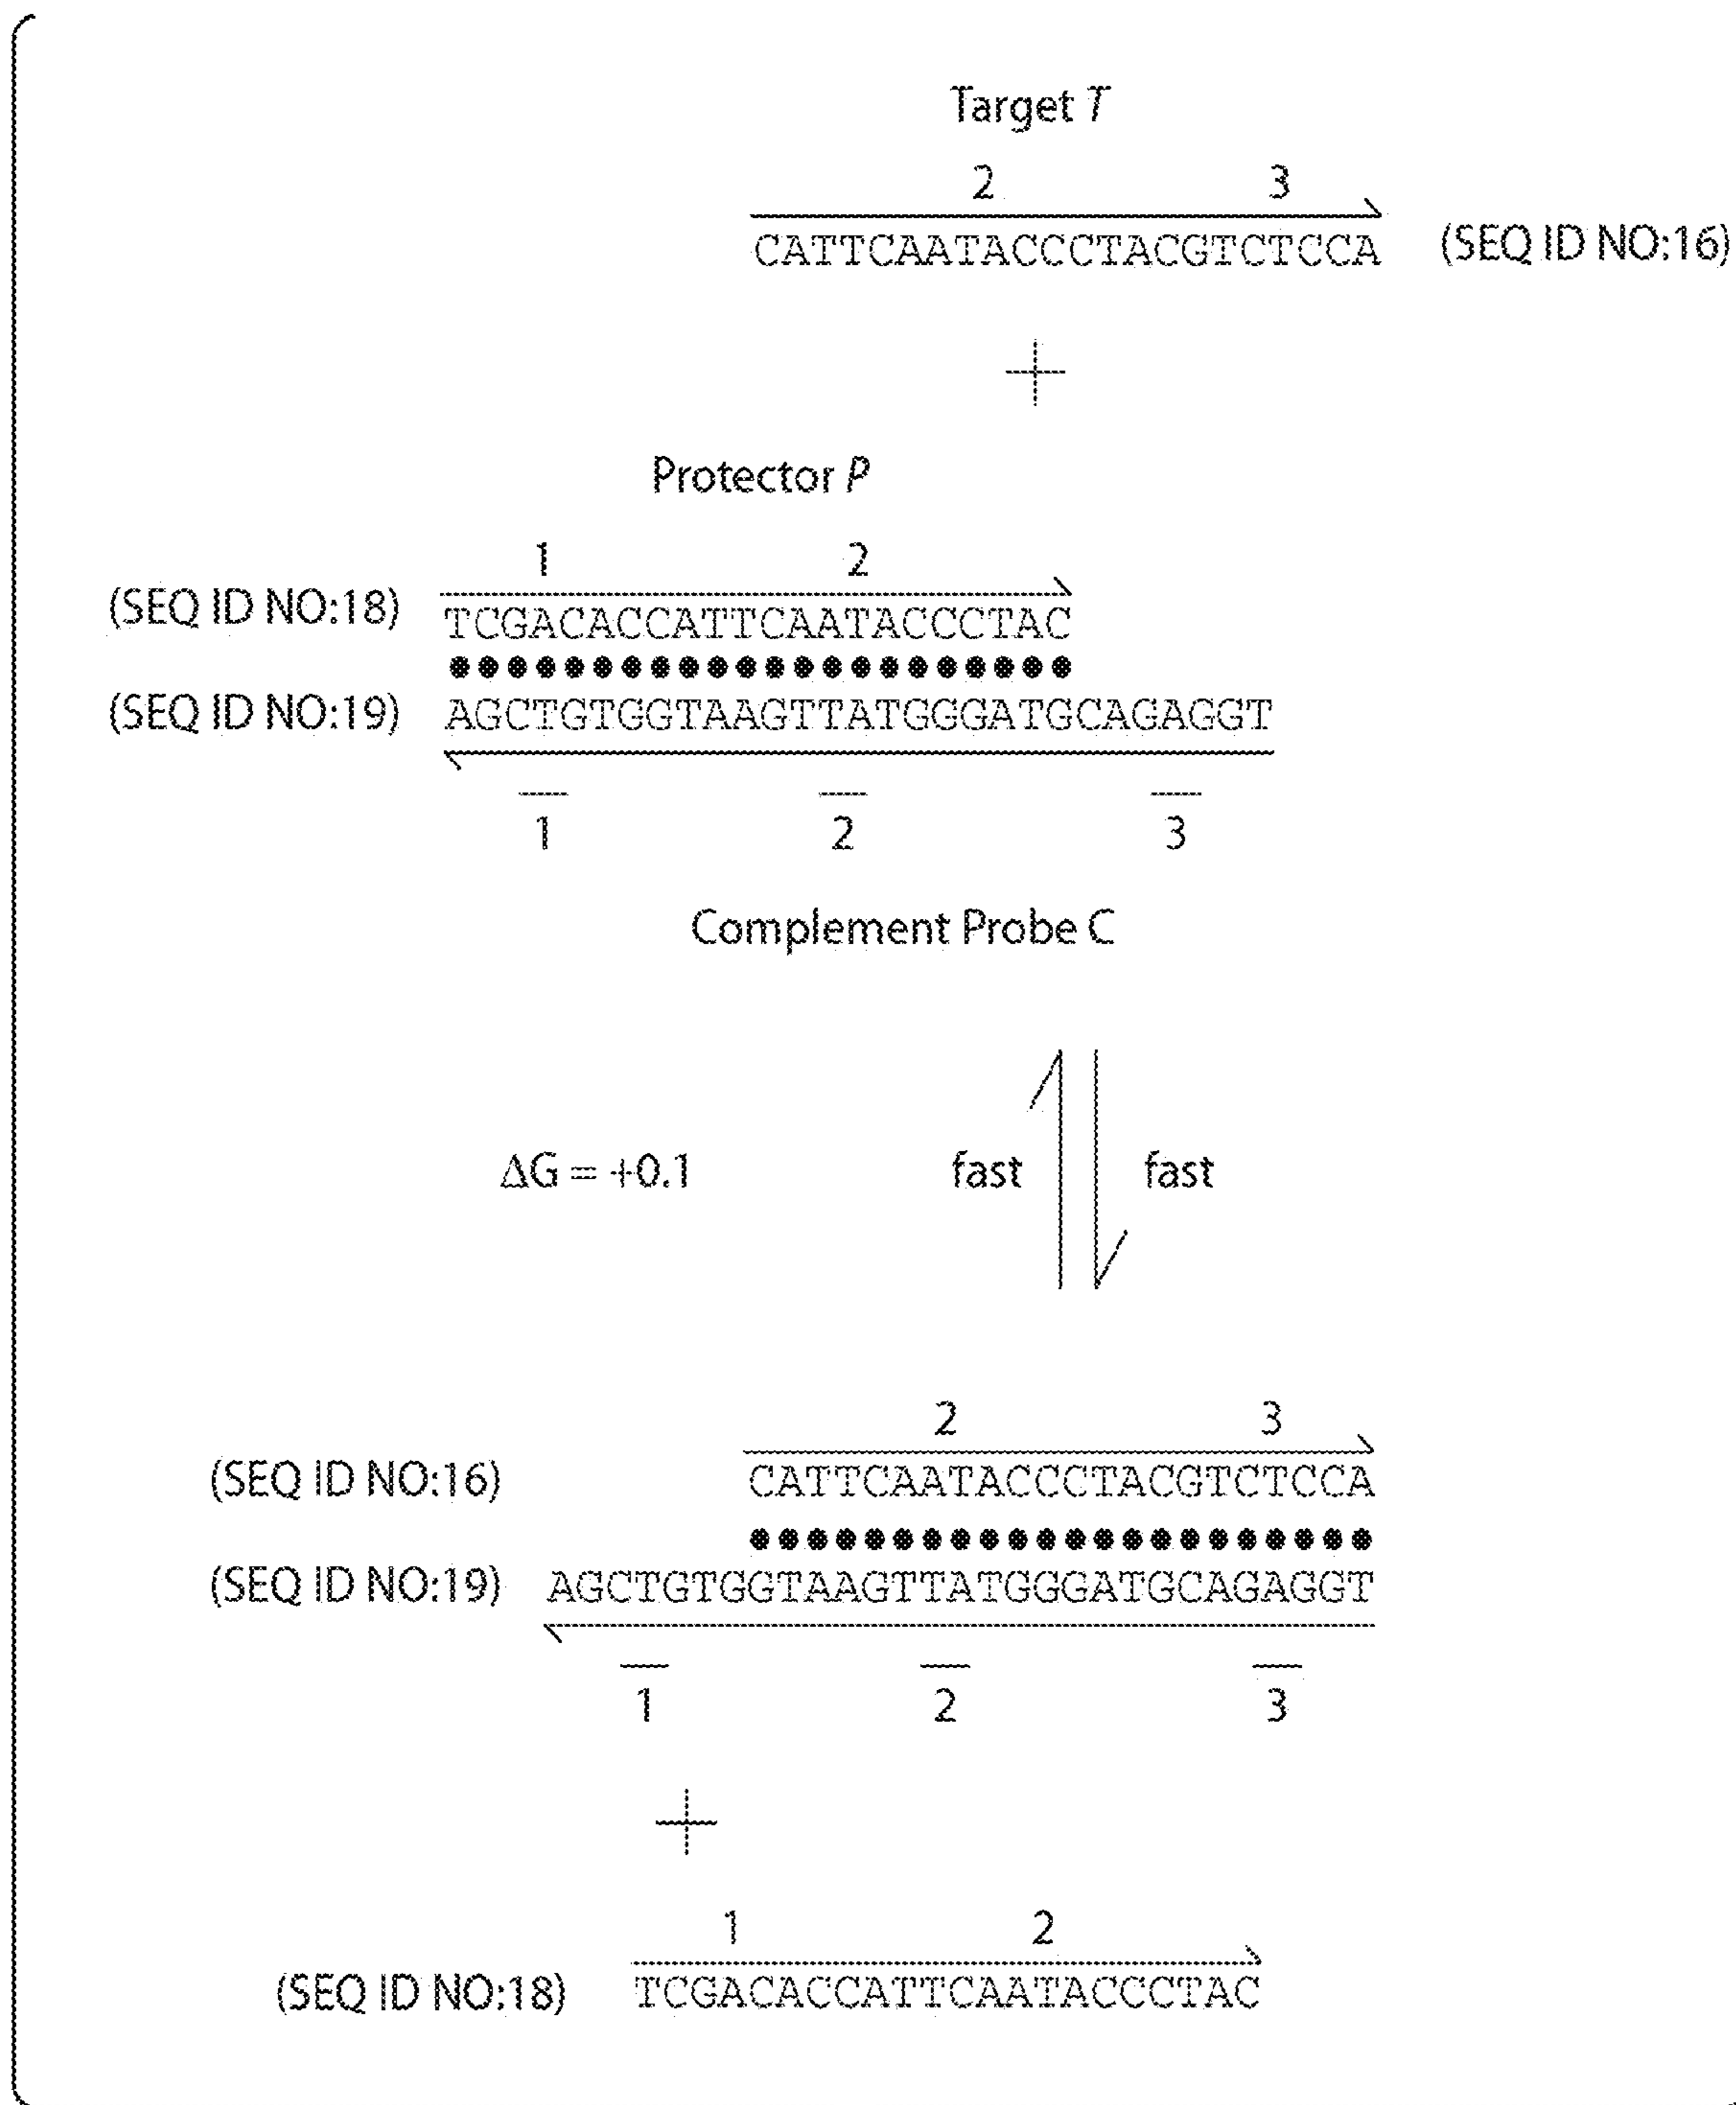 Target T
2 3
CATTCAATACCCTACGTCTCCA (SEQ ID NO:16)
+
Protector P
1 2
(SEQ ID NO:18) TCGACACCATTCAATACCCTAC
(SEQ ID NO:19) AGCTGTGGTAAGTTATGGGATGCAGAGGT
1 2 3
Complement Probe C
ΔG = +0.1 fast fast
2 3
(SEQ ID NO:16) CATTCAATACCCTACGTCTCCA
(SEQ ID NO:19) AGCTGTGGTAAGTTATGGGATGCAGAGGT
1 2 3
+
1 2
(SEQ ID NO:18) TCGACACCATTCAATACCCTAC